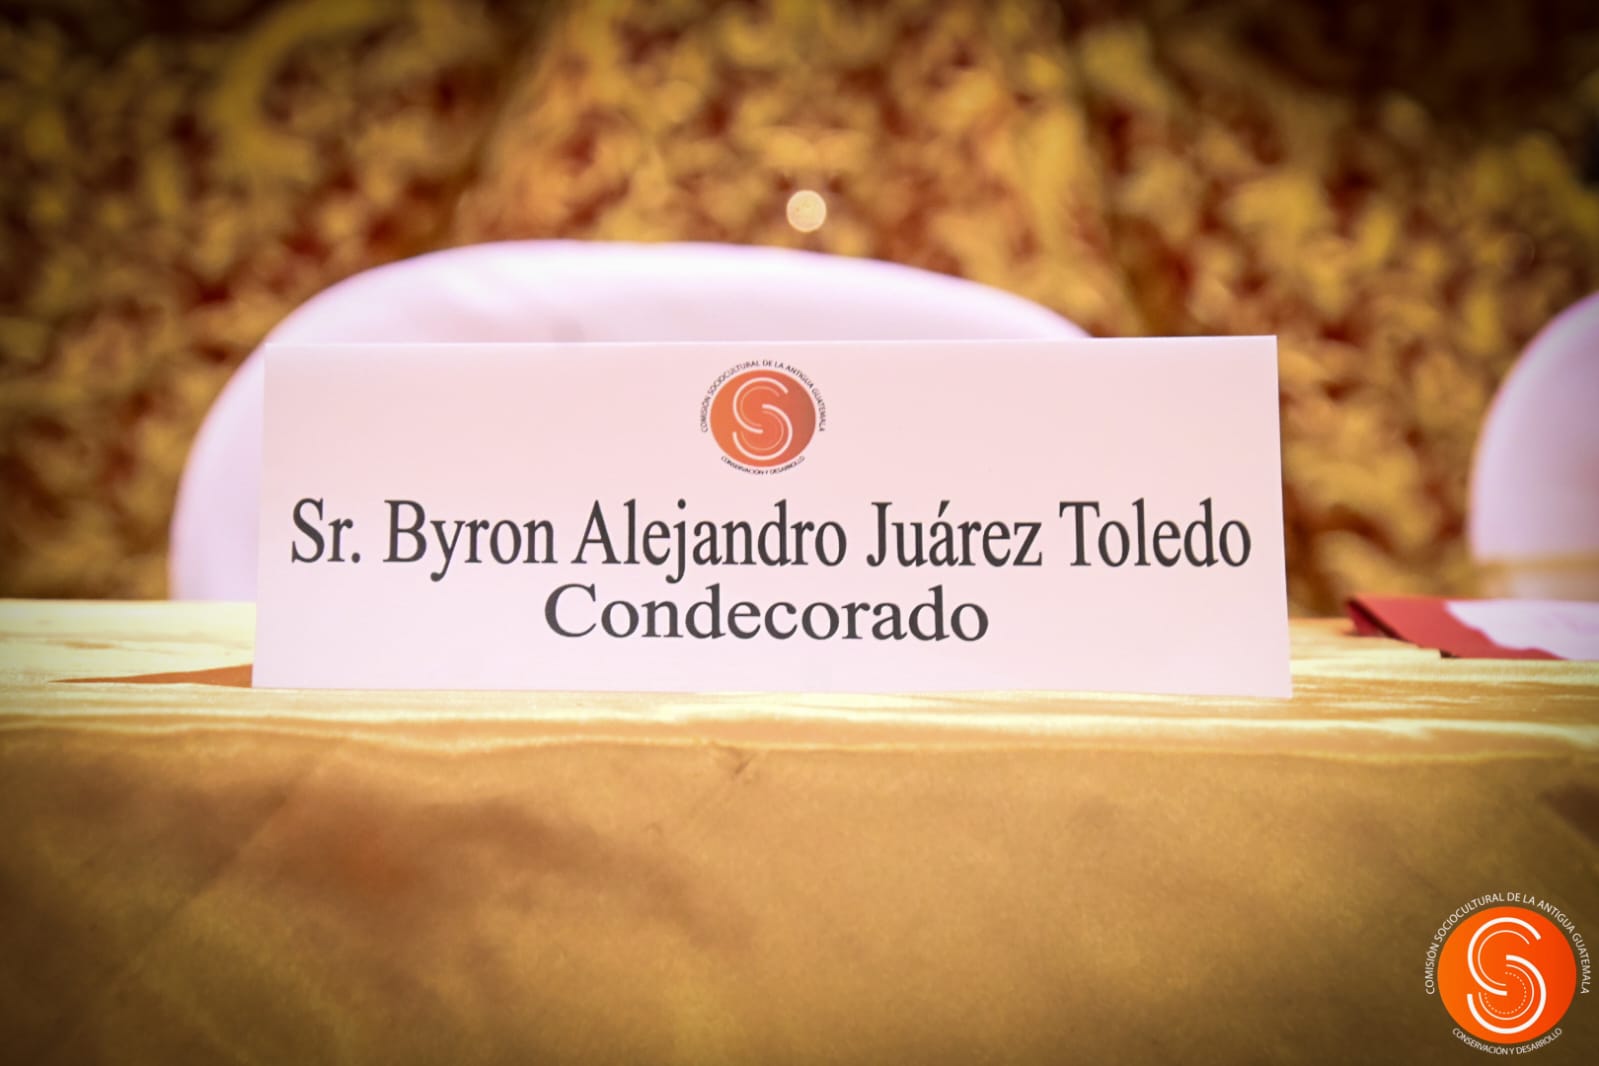 COMISIÓN SOCIOCULTURAL DE LA ANTIGUA GUATEMALA
CONSERVACIÓN Y DESARROLLO
Sr. Byron Alejandro Juárez Toledo
Condecorado
COMISIÓN SOCIOCULTURAL DE LA ANTIGUA GUATEMALA
CONSERVACIÓN Y DESARROLLO